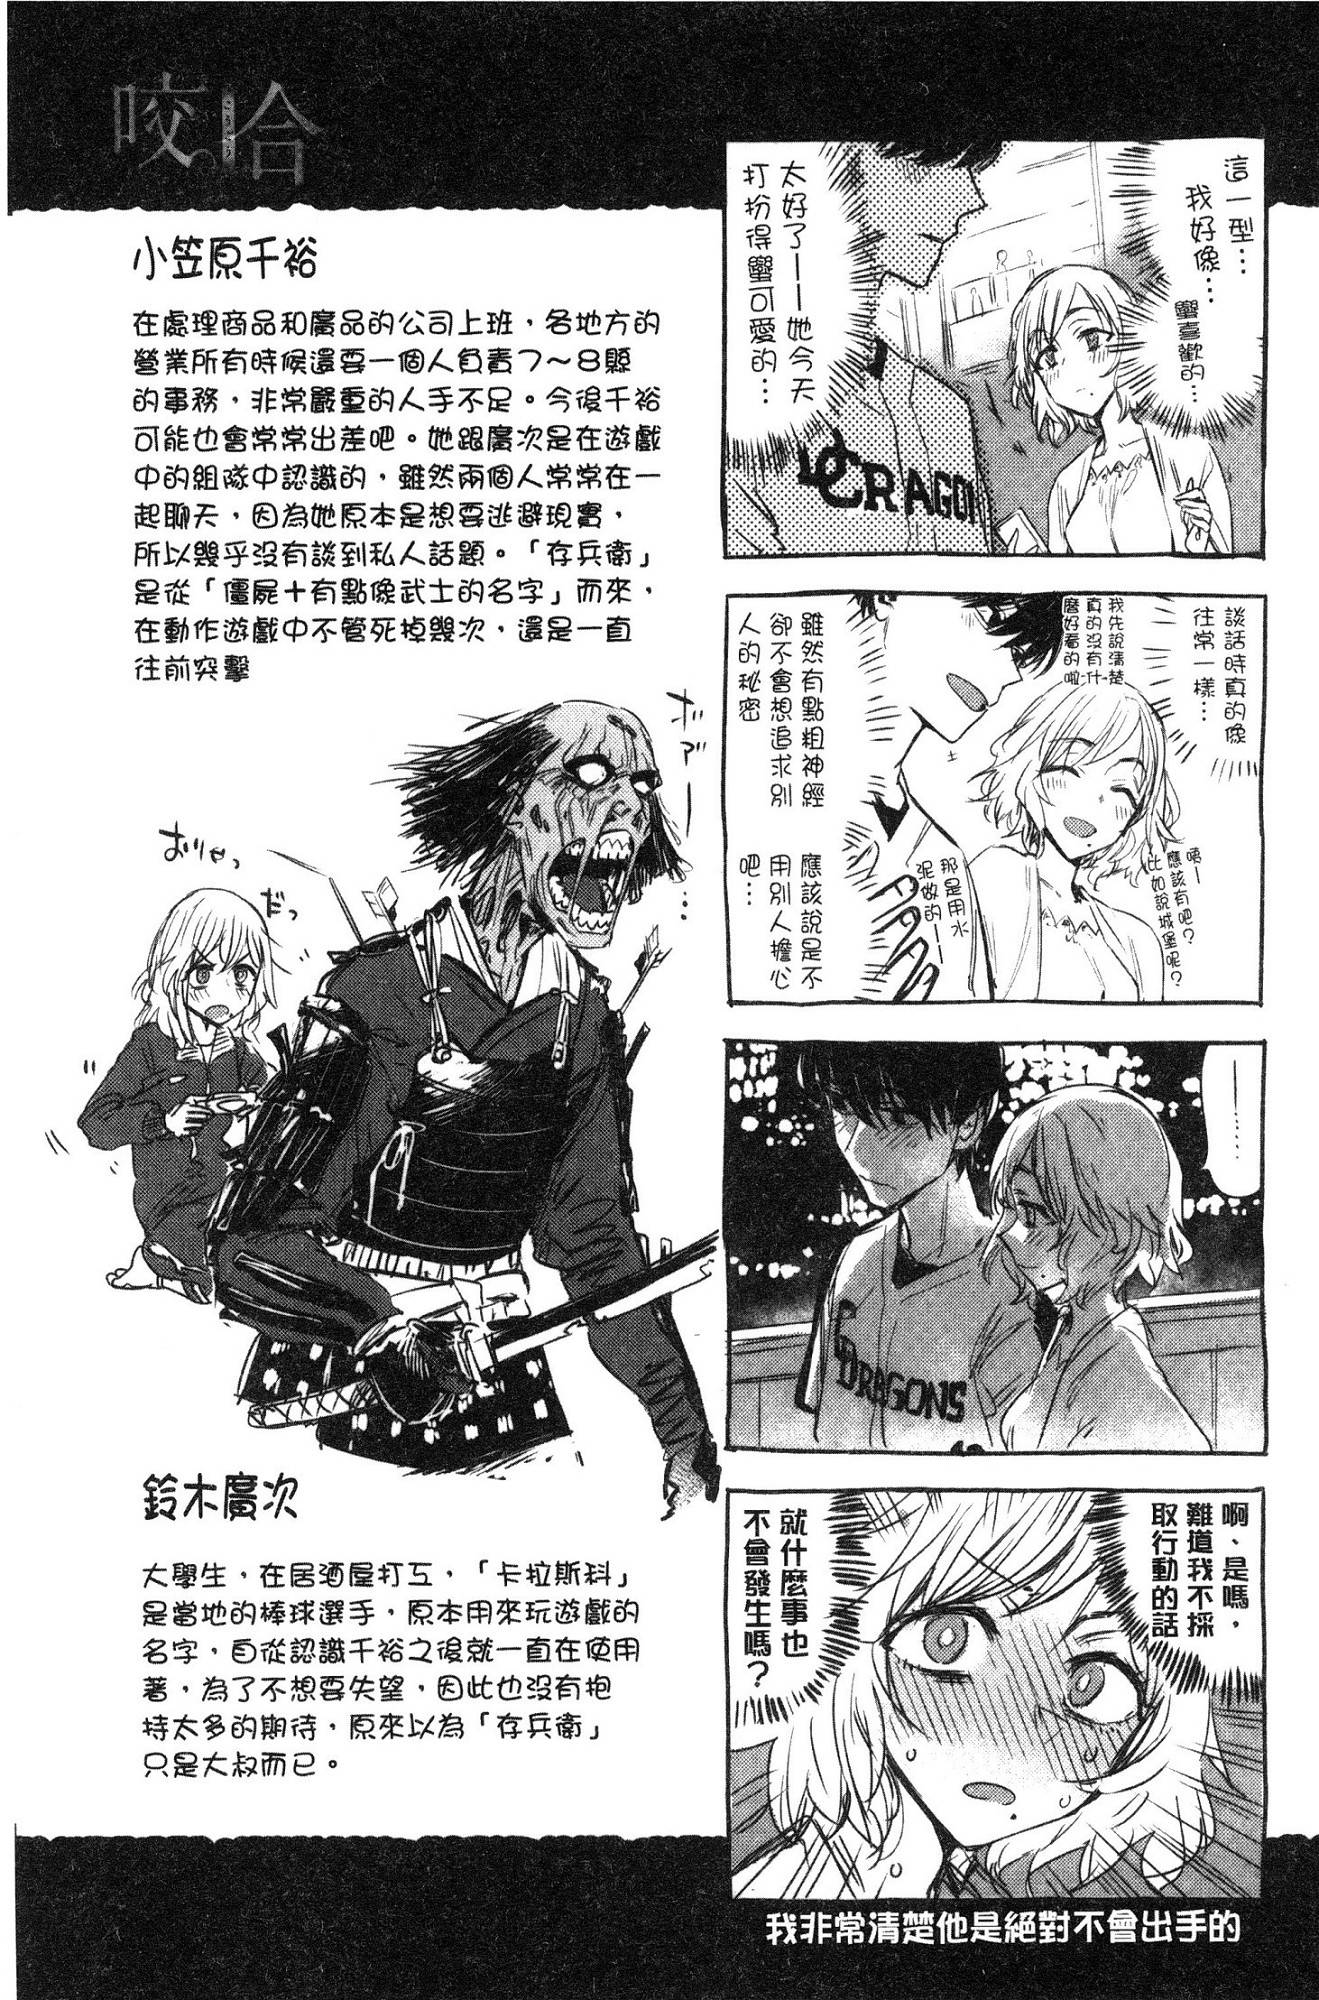 咬合
こうごう
這一型…
我好像…
蠻喜歡的…
太好了——她今天
打扮得蠻可愛的…
DRAGONS
談話時真的像
往常一樣…
我先說清楚
真的沒有什
麼好看的啦
唔—
應該有吧？
比如說城堡呢？
那是用水
泥做的——
雖然有點粗神經
卻不會想追求別
人的秘密
應該說是不
用別人擔心
吧…
…………
DRAGONS
啊、是嗎，
難道我不採
取行動的話
就什麼事也
不會發生嗎？
我非常清楚他是絕對不會出手的
小笠原千裕
在處理商品和廣品的公司上班，各地方的
營業所有時候還要一個人負責7～8縣
的事務，非常嚴重的人手不足。今後千裕
可能也會常常出差吧。她跟廣次是在遊戲
中的組隊中認識的，雖然兩個人常常在一
起聊天，因為她原本是想要逃避現實，
所以幾乎沒有談到私人話題。「存兵衛」
是從「僵屍十有點像武士的名字」而來，
在動作遊戲中不管死掉幾次，還是一直
往前突擊
ボァー…
おりゃっ
だっ
鈴木廣次
大學生，在居酒屋打工，「卡拉斯科」
是當地的棒球選手，原本用來玩遊戲的
名字，自從認識千裕之後就一直在使用
著，為了不想要失望，因此也沒有抱
持太多的期待，原來以為「存兵衛」
只是大叔而已。